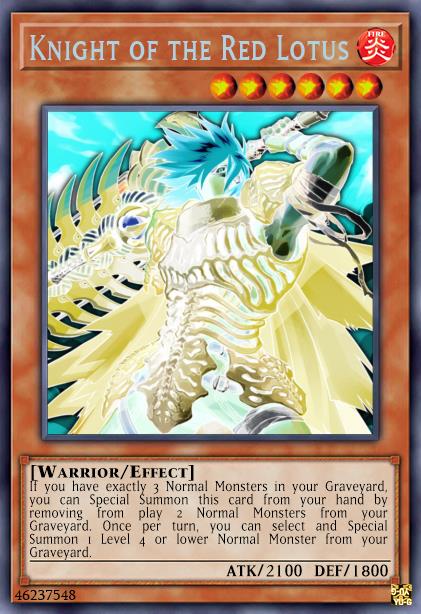 Knight of the Red Lotus
FIRE
炎
[Warrior/Effect]
If you have exactly 3 Normal Monsters in your Graveyard,
you can Special Summon this card from your hand by
removing from play 2 Normal Monsters from your
Graveyard. Once per turn, you can select and Special
Summon 1 Level 4 or lower Normal Monster from your
Graveyard.
ATK/2100 DEF/1800
46237548